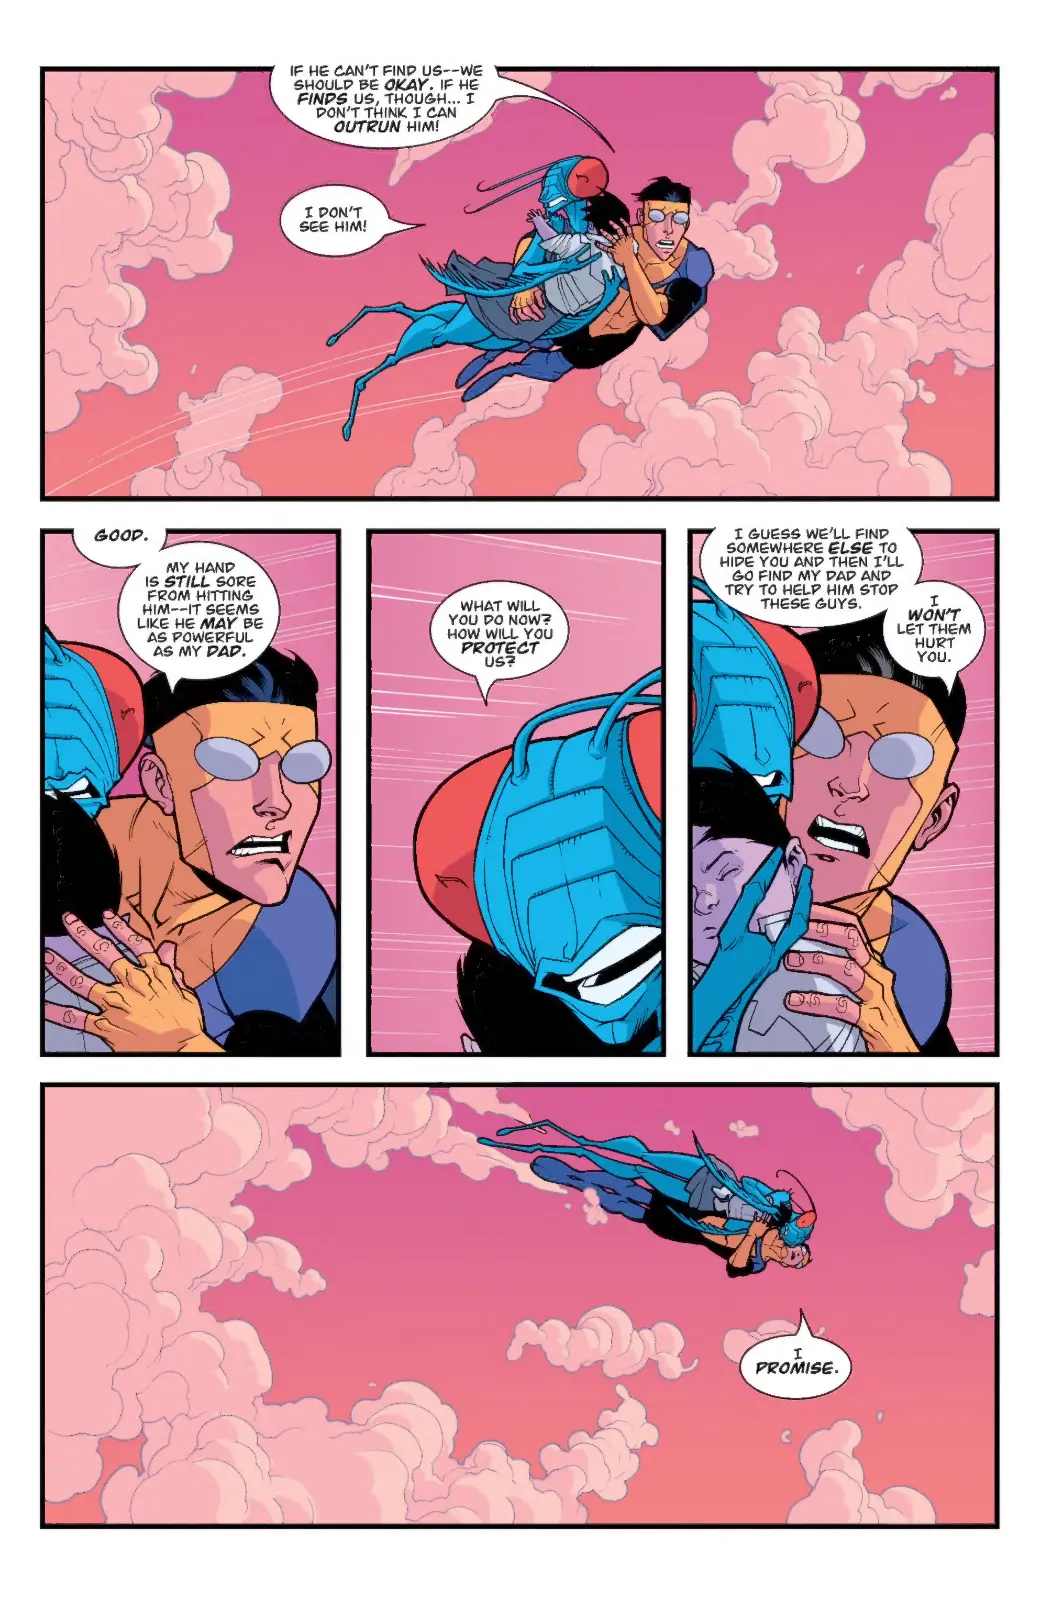 IF HE CAN'T FIND US--WE
SHOULD BE OKAY. IF HE
FINDS US, THOUGH... I
DON'T THINK I CAN
OUTRUN HIM!
I DON'T
SEE HIM!
GOOD.
MY HAND
IS STILL SORE
FROM HITTING
HIM--IT SEEMS
LIKE HE MAY BE
AS POWERFUL
AS MY DAD.
WHAT WILL
YOU DO NOW?
HOW WILL YOU
PROTECT
US?
I GUESS WE'LL FIND
SOMEWHERE ELSE TO
HIDE YOU AND THEN I'LL
GO FIND MY DAD AND
TRY TO HELP HIM STOP
THESE GUYS.
I
WON'T
LET THEM
HURT
YOU.
I
PROMISE.